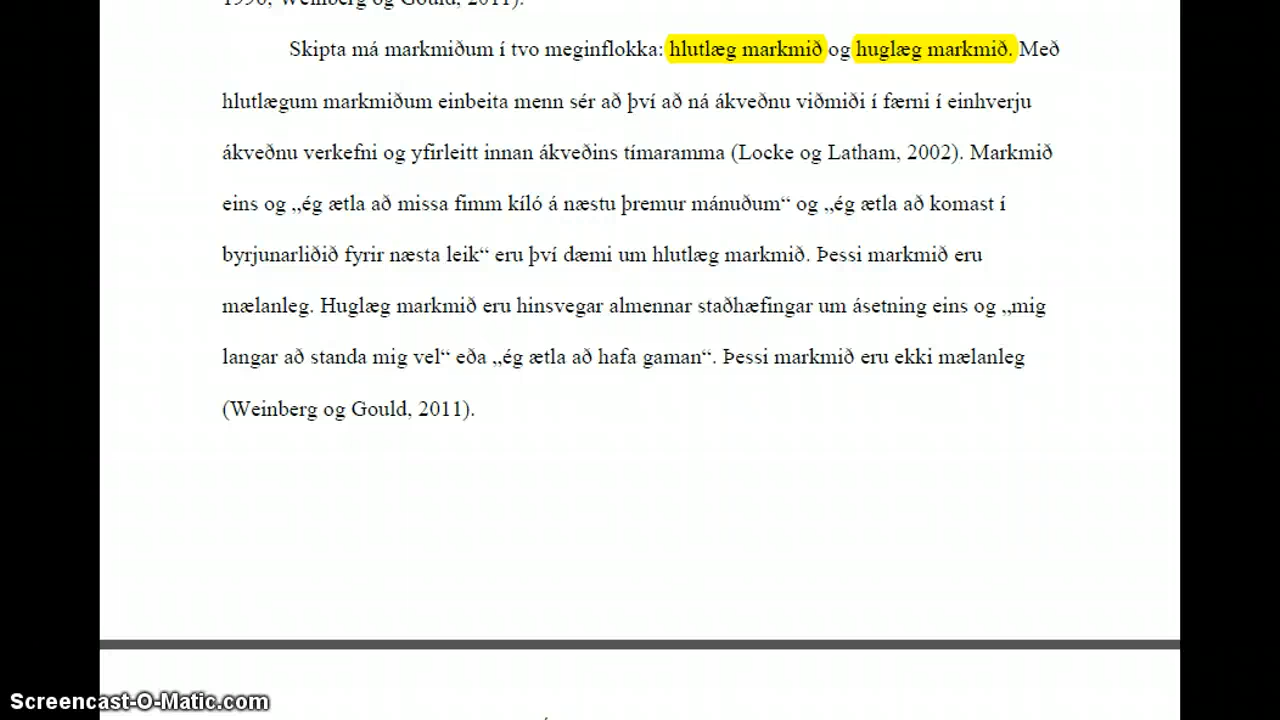 1990; Weinberg og Gould, 2011).
Skipta má markmiðum í tvo meginflokka: hlutlæg markmið og huglæg markmið. Með
hlutlægum markmiðum einbeita menn sér að því að ná ákveðnu viðmiði í færni í einhverju
ákveðnu verkefni og yfirleitt innan ákveðins tímaramma (Locke og Latham, 2002). Markmið
eins og „ég ætla að missa fimm kíló á næstu þremur mánuðum“ og „ég ætla að komast í
byrjunarliðið fyrir næsta leik“ eru því dæmi um hlutlæg markmið. Þessi markmið eru
mælanleg. Huglæg markmið eru hinsvegar almennar staðhæfingar um ásetning eins og „mig
langar að standa mig vel“ eða „ég ætla að hafa gaman“. Þessi markmið eru ekki mælanleg
(Weinberg og Gould, 2011).
Screencast-O-Matic.com